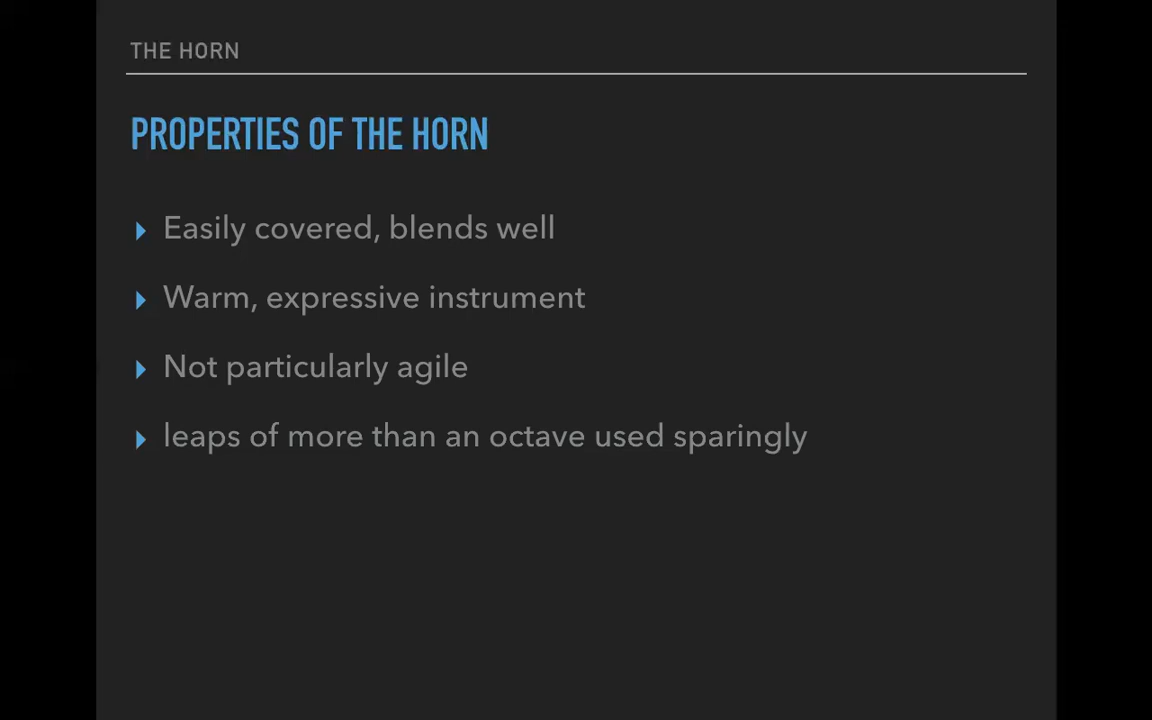 THE HORN
PROPERTIES OF THE HORN
Easily covered, blends well
Warm, expressive instrument
Not particularly agile
leaps of more than an octave used sparingly